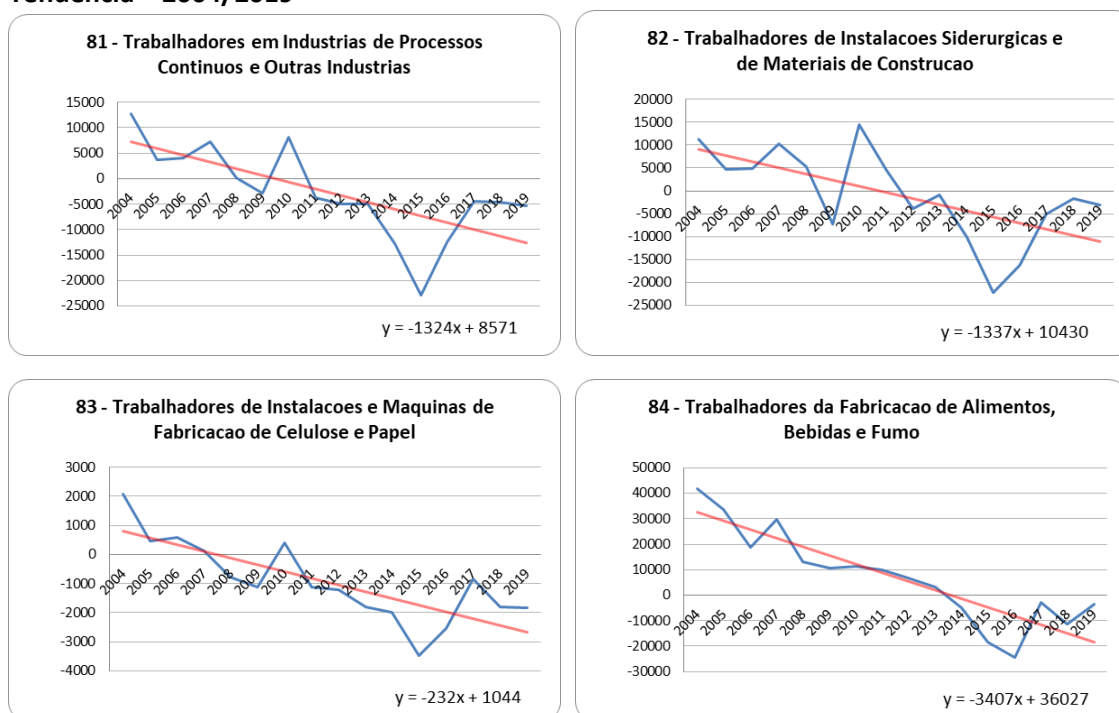 Tendência – 2004/2019
81 - Trabalhadores em Industrias de Processos
Continuos e Outras Industrias
15000
10000
5000
0
-5000
-10000
-15000
-20000
-25000
2004 2005 2006 2007 2008 2009 2010 2011 2012 2013 2014 2015 2016 2017 2018 2019
y = -1324x + 8571
82 - Trabalhadores de Instalacoes Siderurgicas e
de Materiais de Construcao
20000
15000
10000
5000
0
-5000
-10000
-15000
-20000
-25000
2004 2005 2006 2007 2008 2009 2010 2011 2012 2013 2014 2015 2016 2017 2018 2019
y = -1337x + 10430
83 - Trabalhadores de Instalacoes e Maquinas de
Fabricacao de Celulose e Papel
3000
2000
1000
0
-1000
-2000
-3000
-4000
2004 2005 2006 2007 2008 2009 2010 2011 2012 2013 2014 2015 2016 2017 2018 2019
y = -232x + 1044
84 - Trabalhadores da Fabricacao de Alimentos,
Bebidas e Fumo
50000
40000
30000
20000
10000
0
-10000
-20000
-30000
2004 2005 2006 2007 2008 2009 2010 2011 2012 2013 2014 2015 2016 2017 2018 2019
y = -3407x + 36027